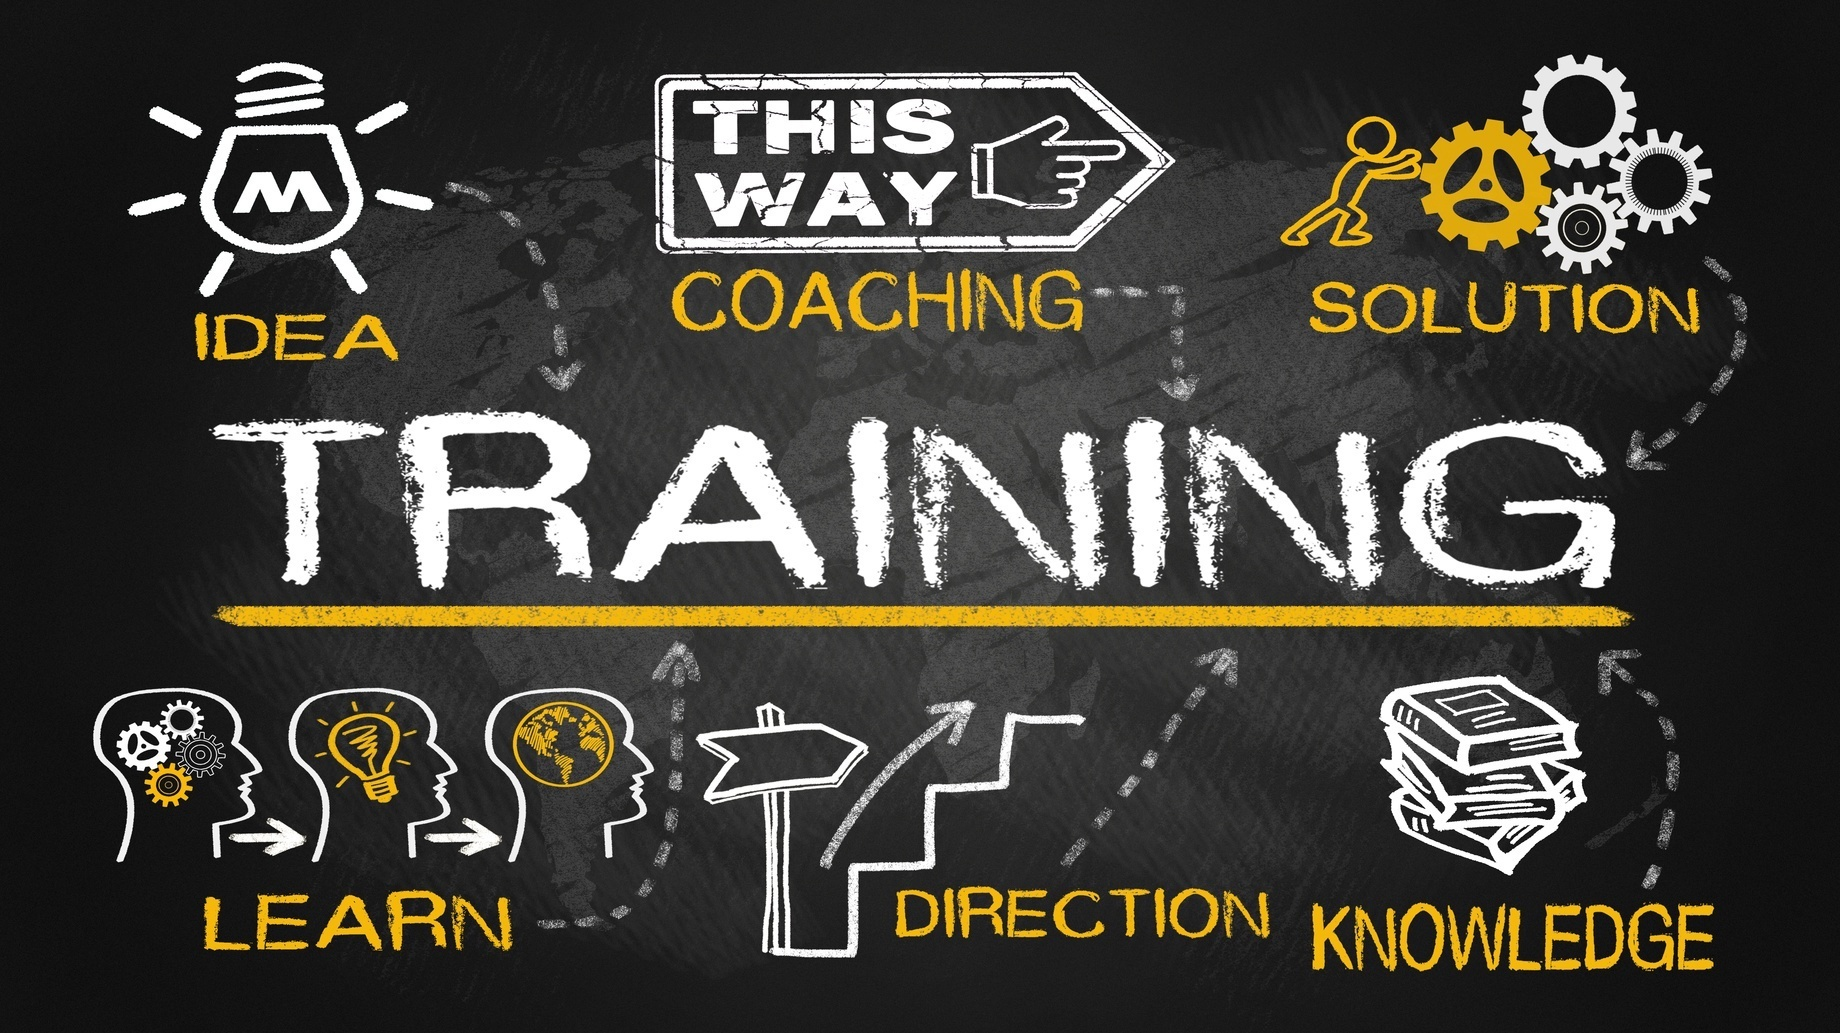 THIS
WAY
IDEA
COACHING
SOLUTION
TRAINING
LEARN
DIRECTION
KNOWLEDGE